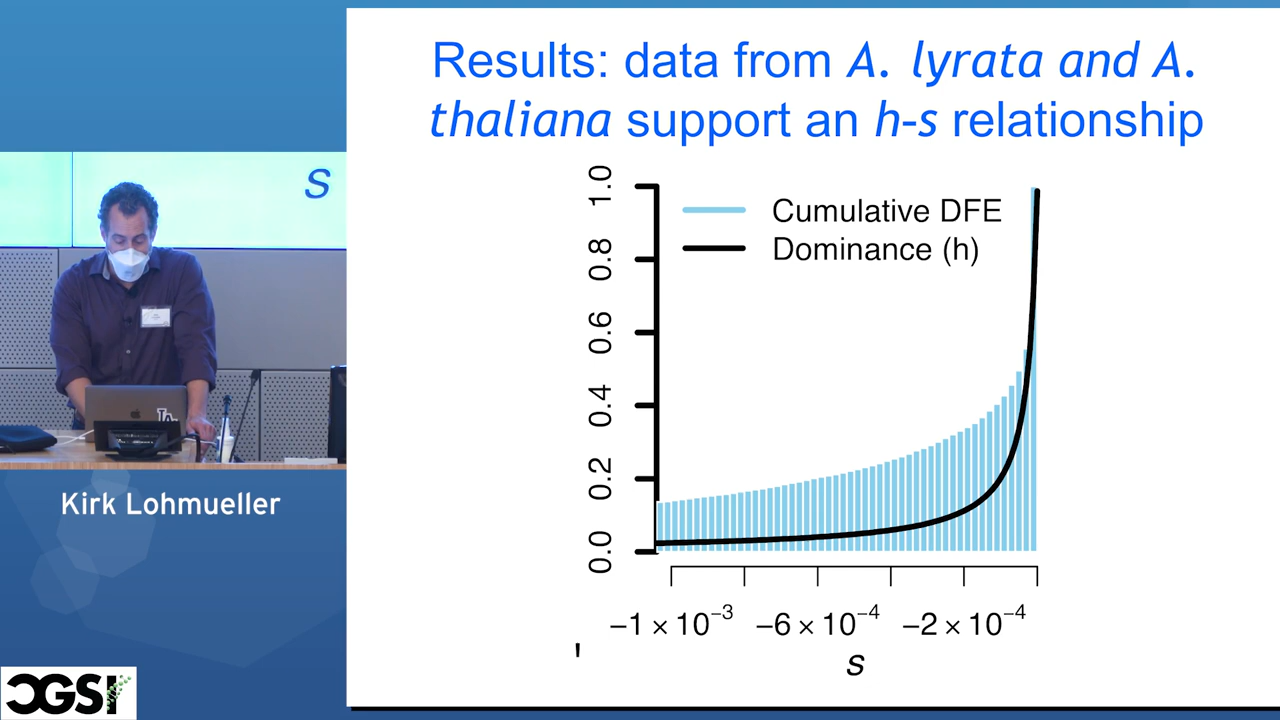 Results: data from A. lyrata and A.
thaliana support an h-s relationship
S
1.0
0.8
0.6
0.4
0.2
0.0
Cumulative DFE
Dominance (h)
−1 × 10−3
−6 × 10−4
−2 × 10−4
'
s
LA
Kirk Lohmueller
CGSI